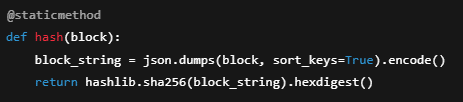 @staticmethod
def hash(block):
    block_string = json.dumps(block, sort_keys=True).encode()
    return hashlib.sha256(block_string).hexdigest()